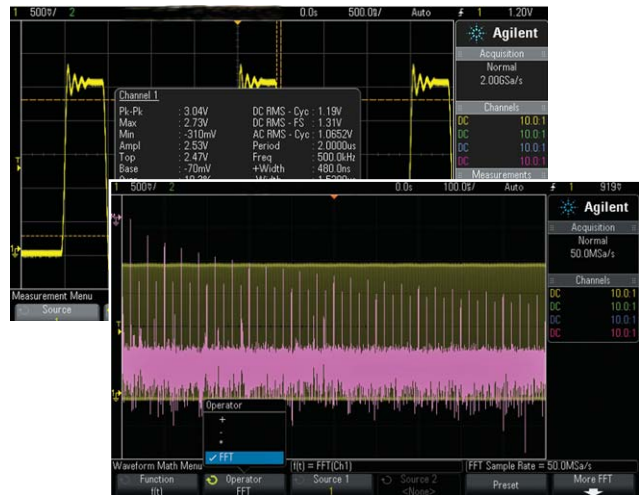 1 500▽/ 2 0.0s 500.0▽/ Auto 1 1.20V
Agilent
Acquisition
Normal
2.00GSa/s
Channels
DC 10.0:1
DC 10.0:1
DC 10.0:1
DC 10.0:1
Measurements
Channel 1
Pk-Pk : 3.04V DC RMS - Cyc : 1.19V
Max : 2.73V DC RMS - FS : 1.31V
Min : -310mV AC RMS - Cyc : 1.0652V
Ampl : 2.53V Period : 2.0000us
Top : 2.47V Freq : 500.0kHz
Base : -70mV +Width : 480.0ns
Measurement Menu
Source
1
1 500▽/ 2 0.0s 100.0▽/ Auto 1 919▽
Agilent
Acquisition
Normal
50.0MSa/s
Channels
DC 10.0:1
DC 10.0:1
DC 10.0:1
DC 10.0:1
Operator
+
-
*
✓ FFT
Waveform Math Menu f(t) = FFT(Ch1) FFT Sample Rate = 50.0MSa/s
Function Operator Source 1 Source 2 Preset More FFT
f(t) FFT 1 <None>